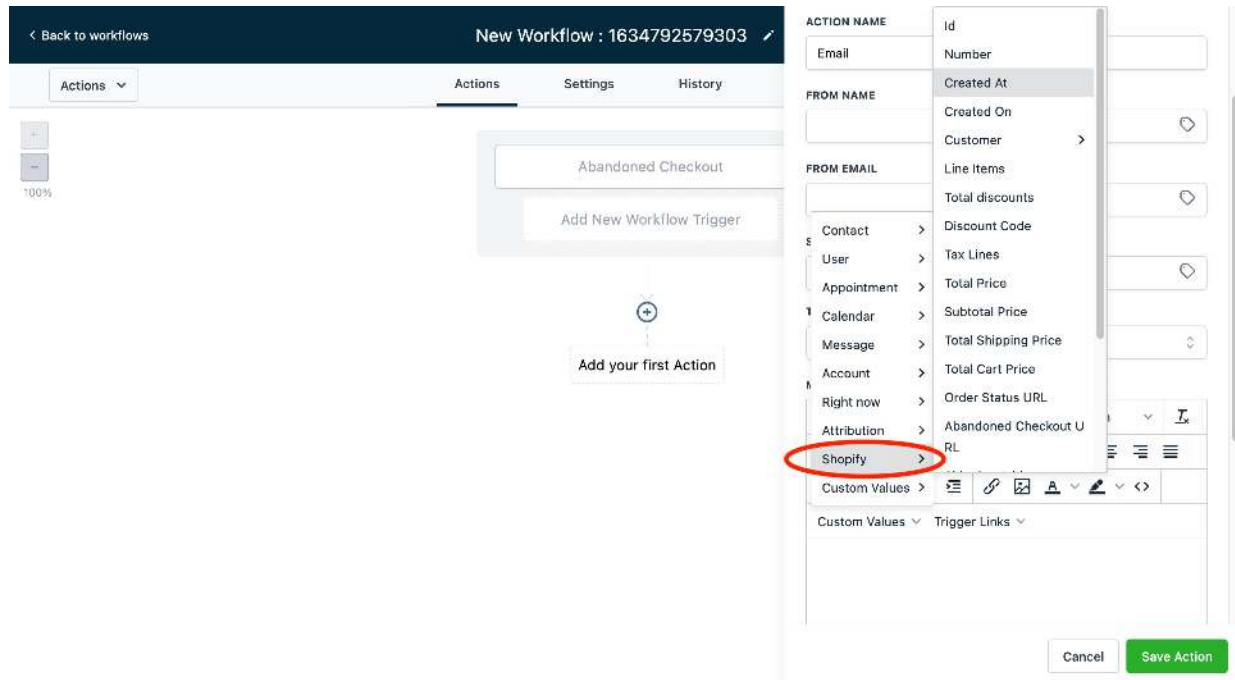 Back to workflows
New Workflow : 1634792579303
Actions
Actions
Settings
History
100%
Abandoned Checkout
Add New Workflow Trigger
Add your first Action
ACTION NAME
Email
FROM NAME
FROM EMAIL
Contact
User
Appointment
Calendar
Message
Account
Right now
Attribution
Shopify
Custom Values
Id
Number
Created At
Created On
Customer
Line Items
Total discounts
Discount Code
Tax Lines
Total Price
Subtotal Price
Total Shipping Price
Total Cart Price
Order Status URL
Abandoned Checkout U
RL
Custom Values
Trigger Links
Cancel
Save Action